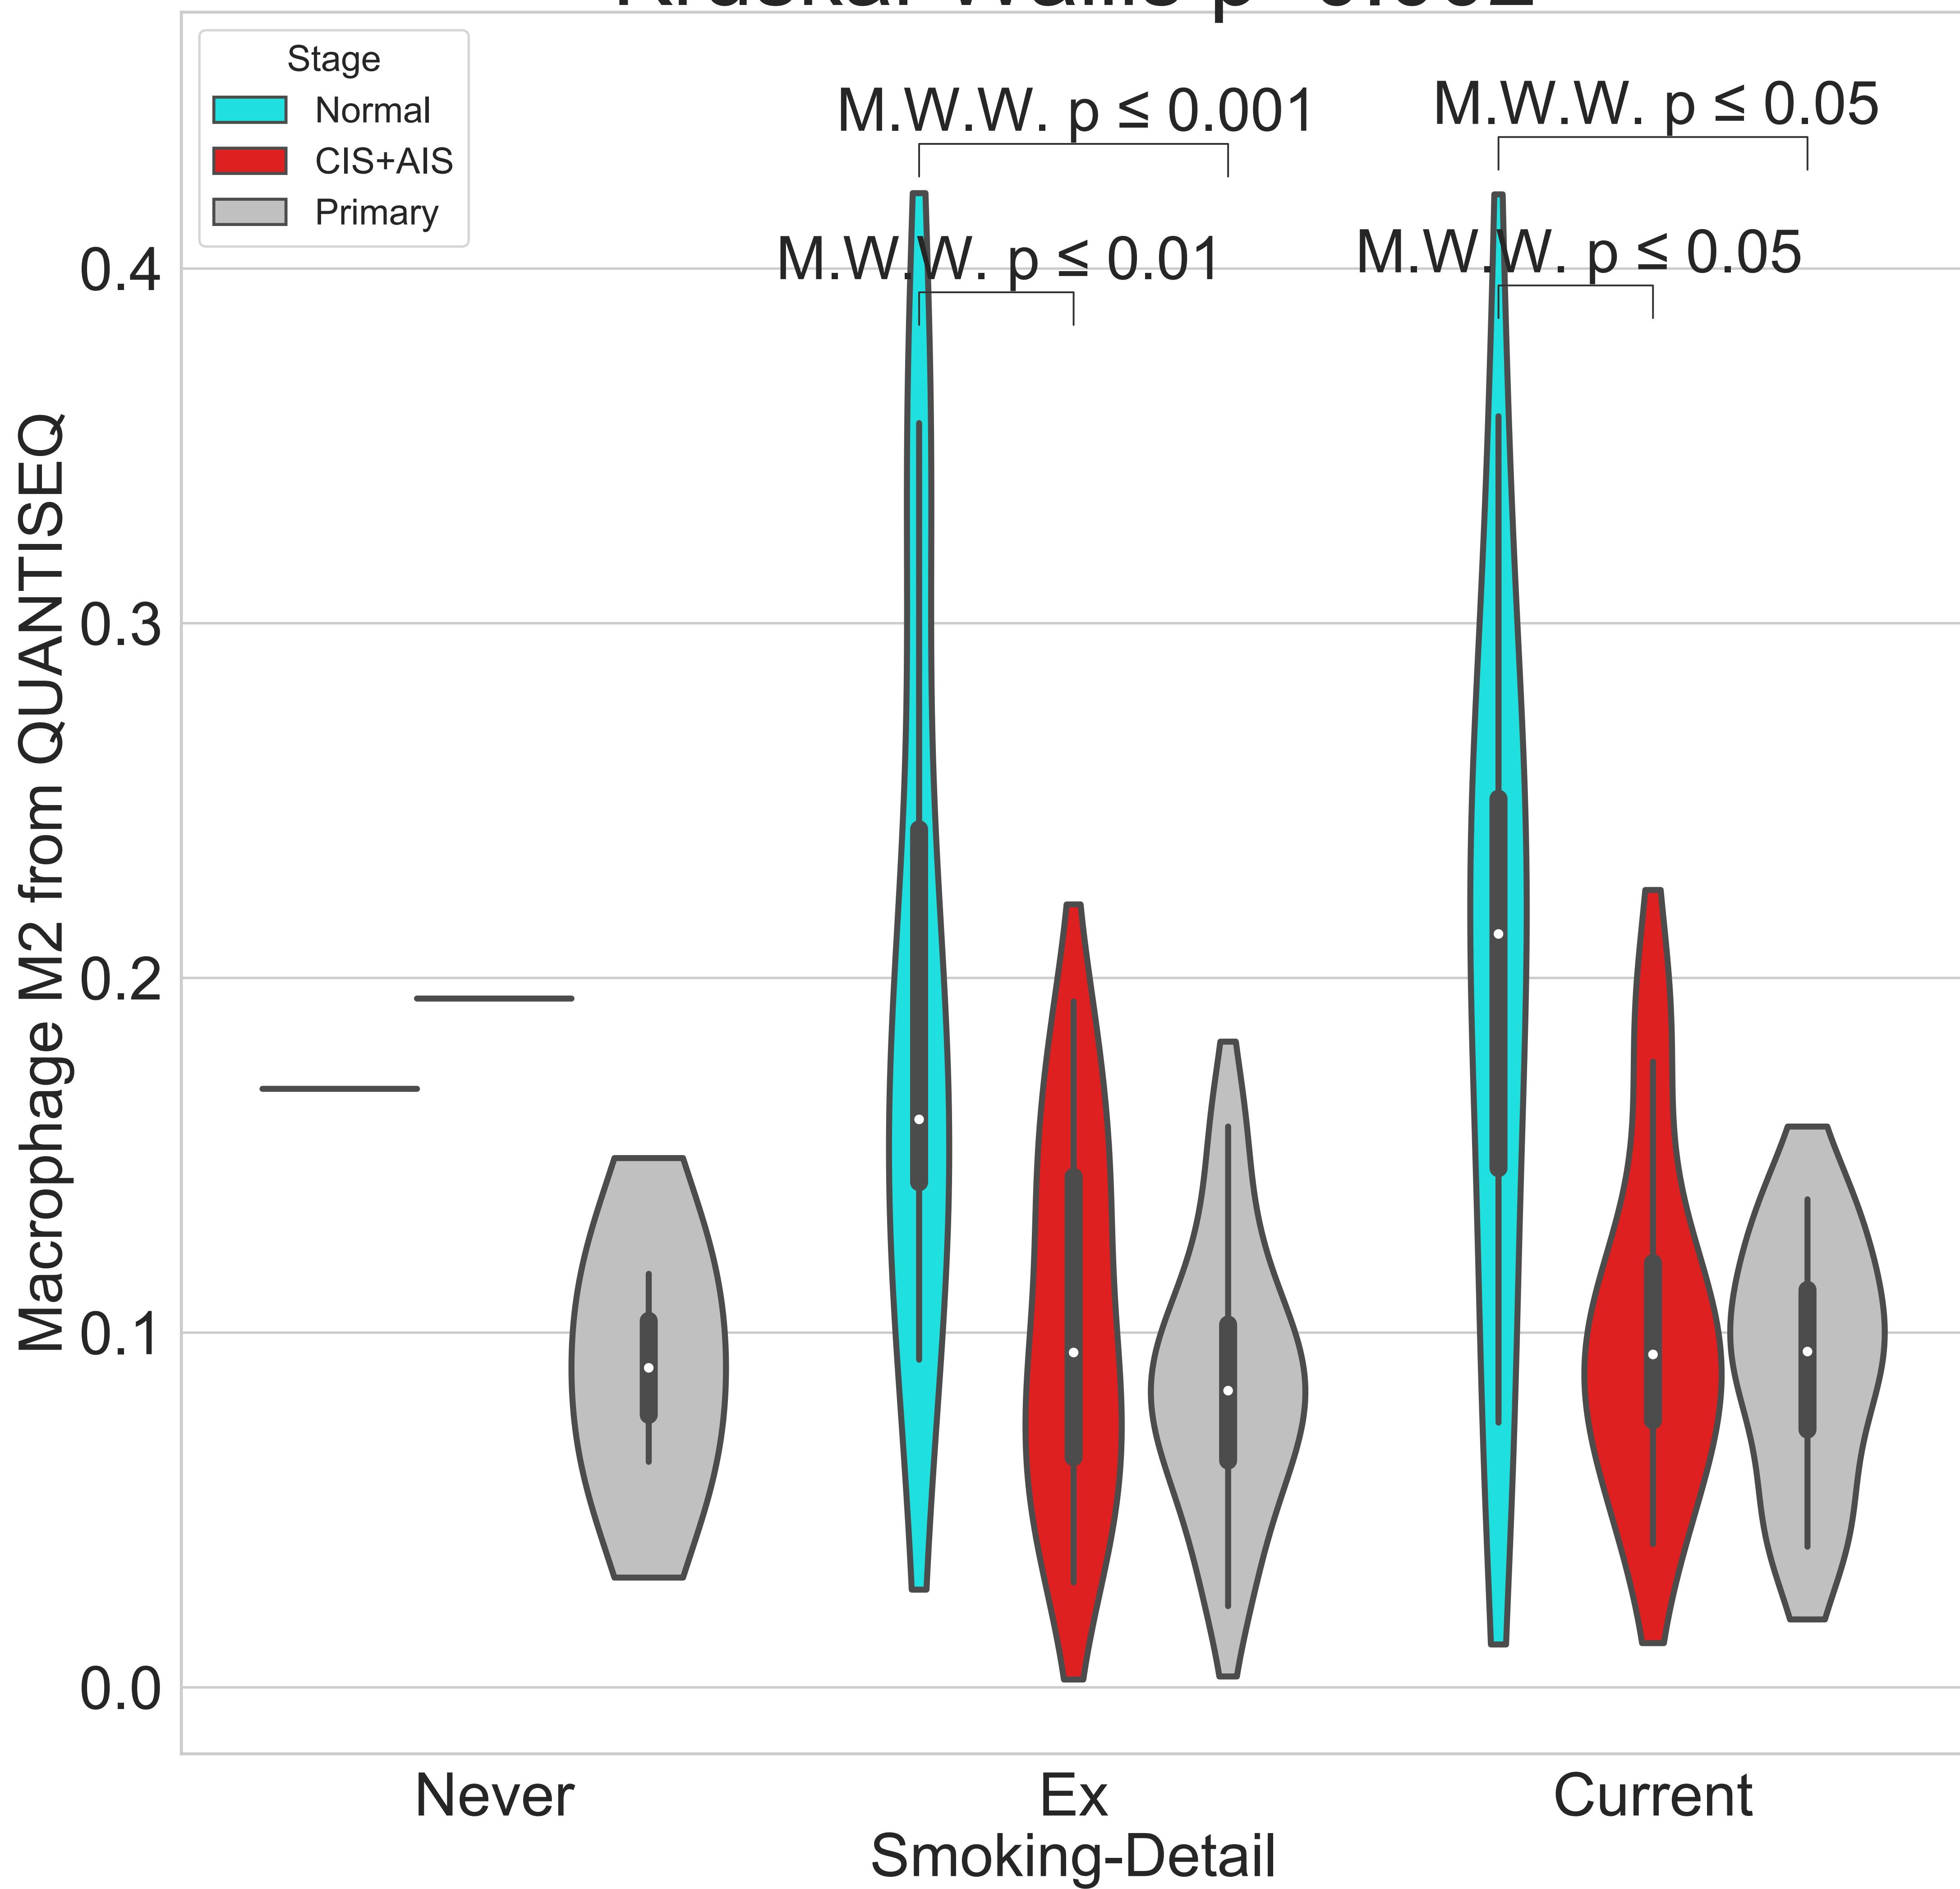 Stage
Normal
CIS+AIS
Primary
M.W.W. p ≤ 0.001
M.W.W. p ≤ 0.05
M.W.W. p ≤ 0.01
M.W.W. p ≤ 0.05
Macrophage M2 from QUANTISEQ
0.4
0.3
0.2
0.1
0.0
Never
Ex
Current
Smoking-Detail